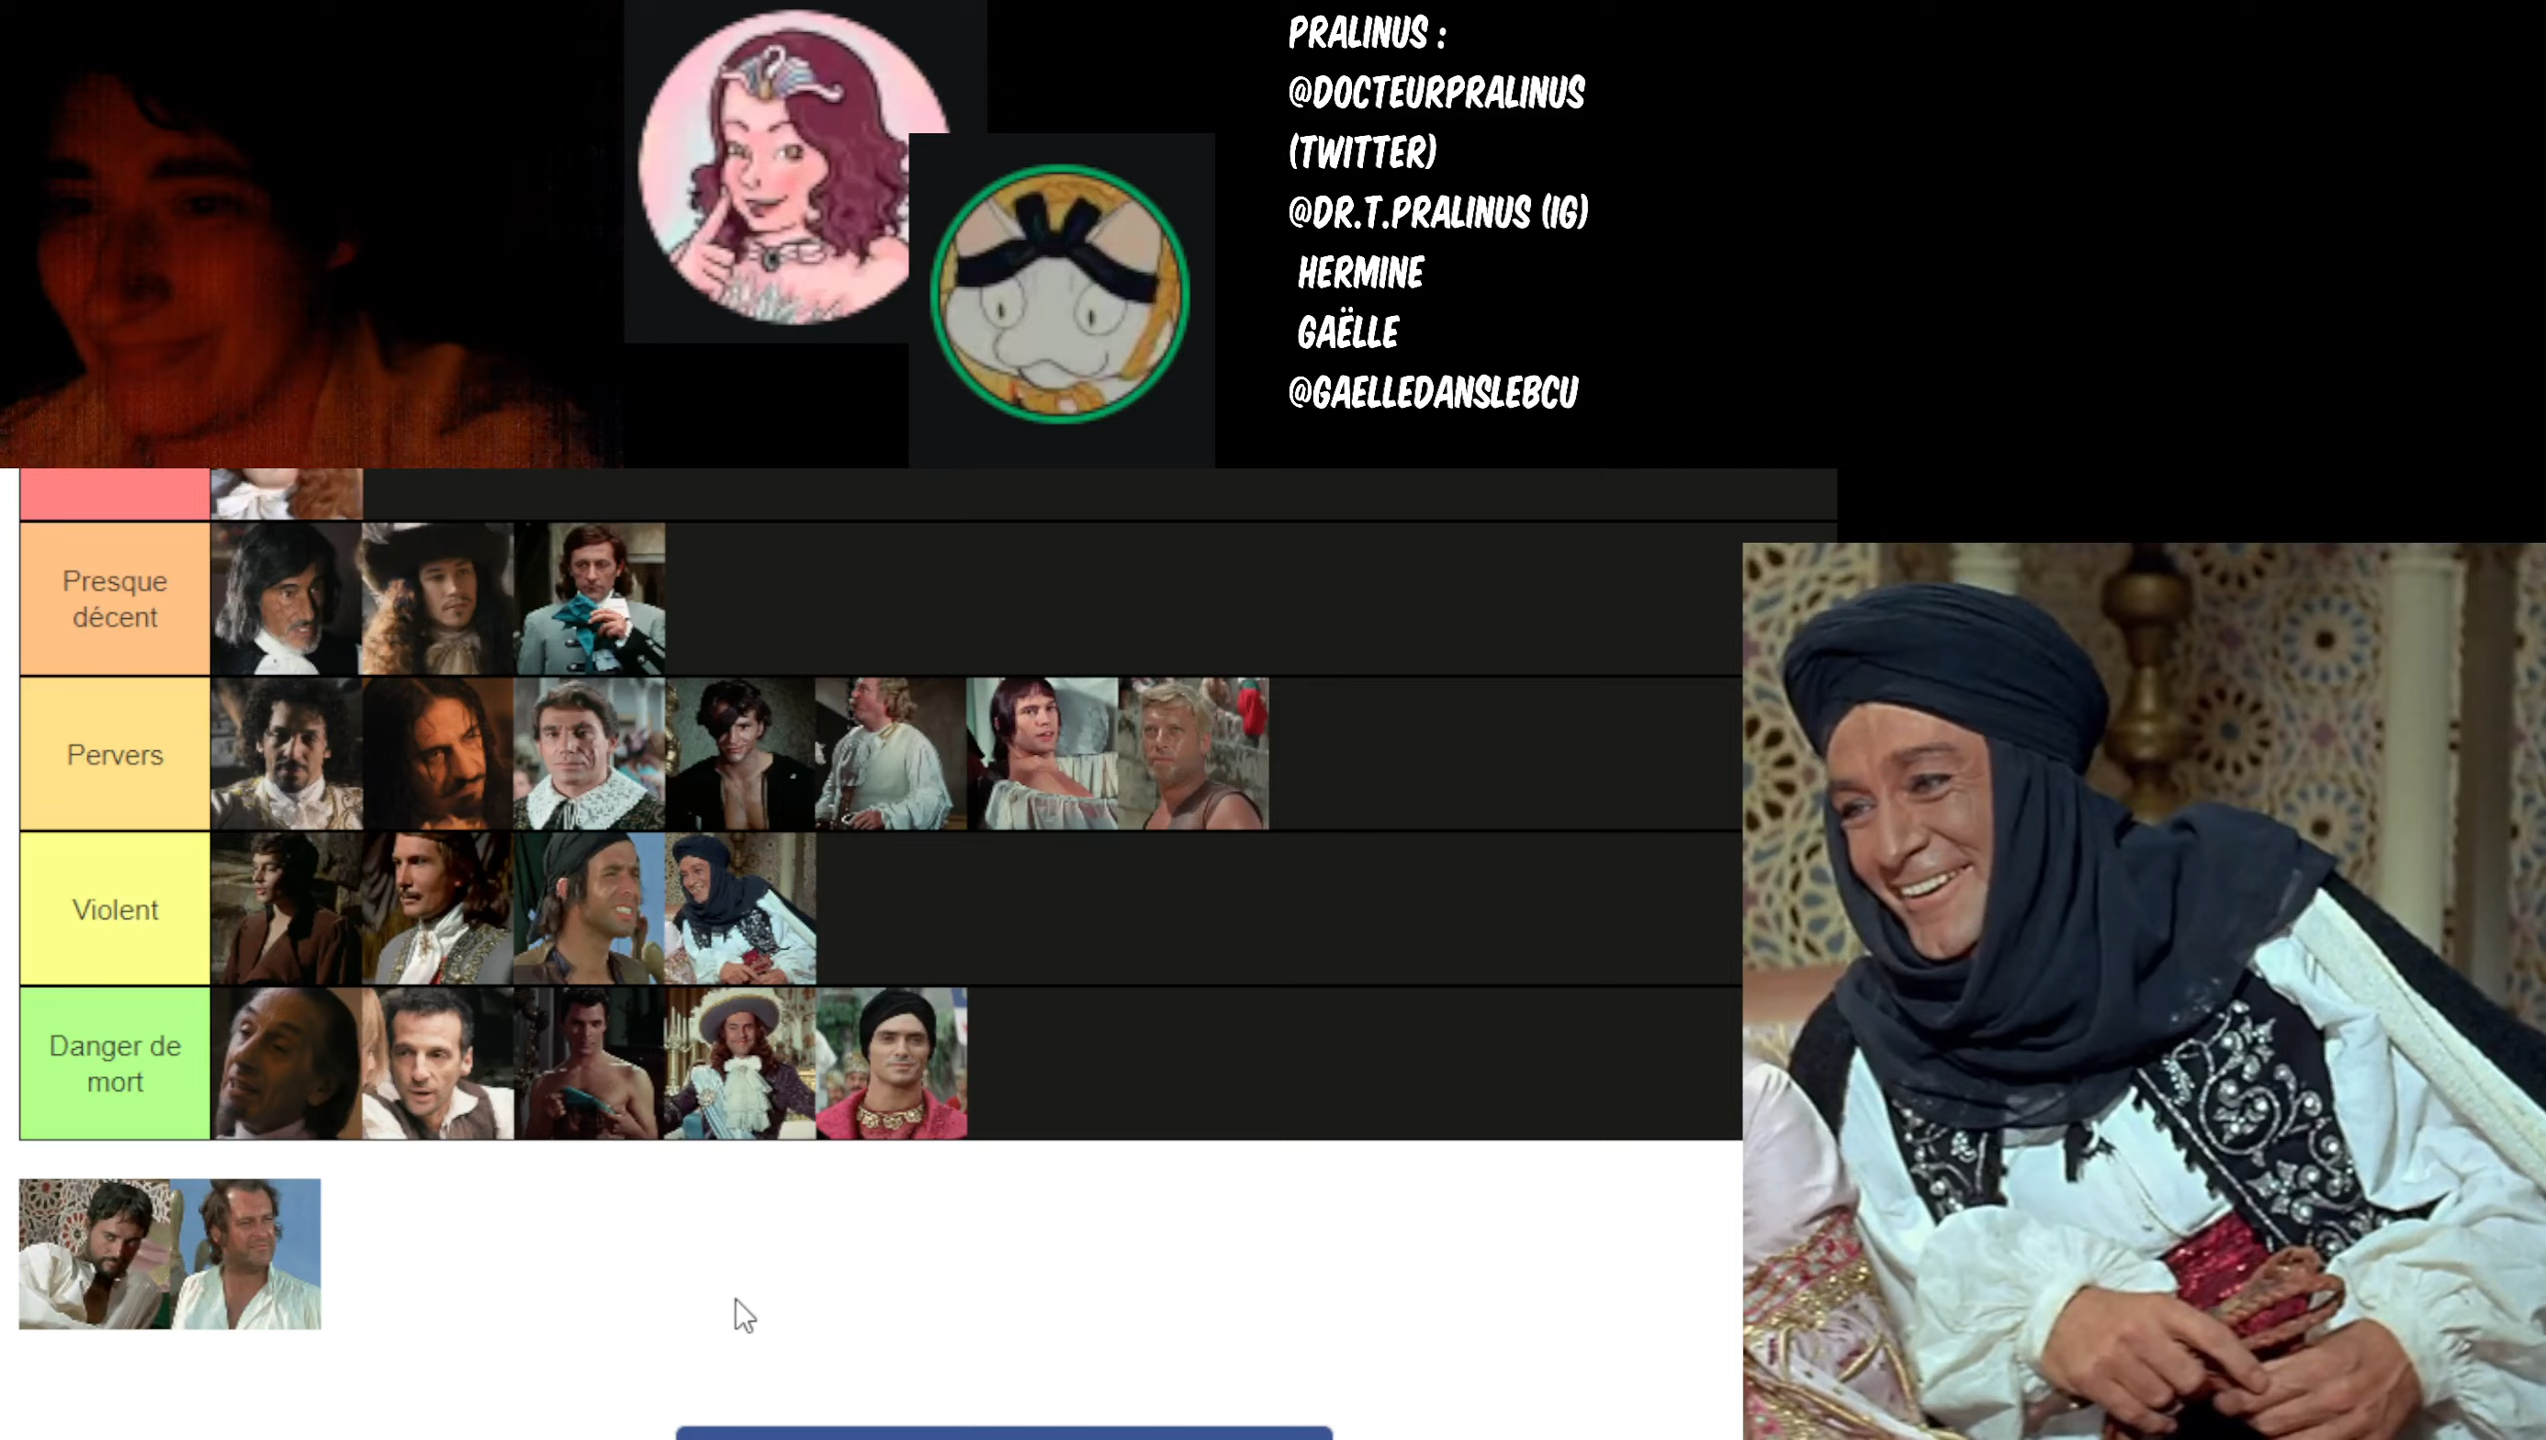 PRALINUS :
@DOCTEURPRALINUS
(TWITTER)
@DR.T.PRALINUS (IG)
HERMINE
GAËLLE
@GAELLEDANSLEBCU
Presque
décent
Pervers
Violent
Danger de
mort